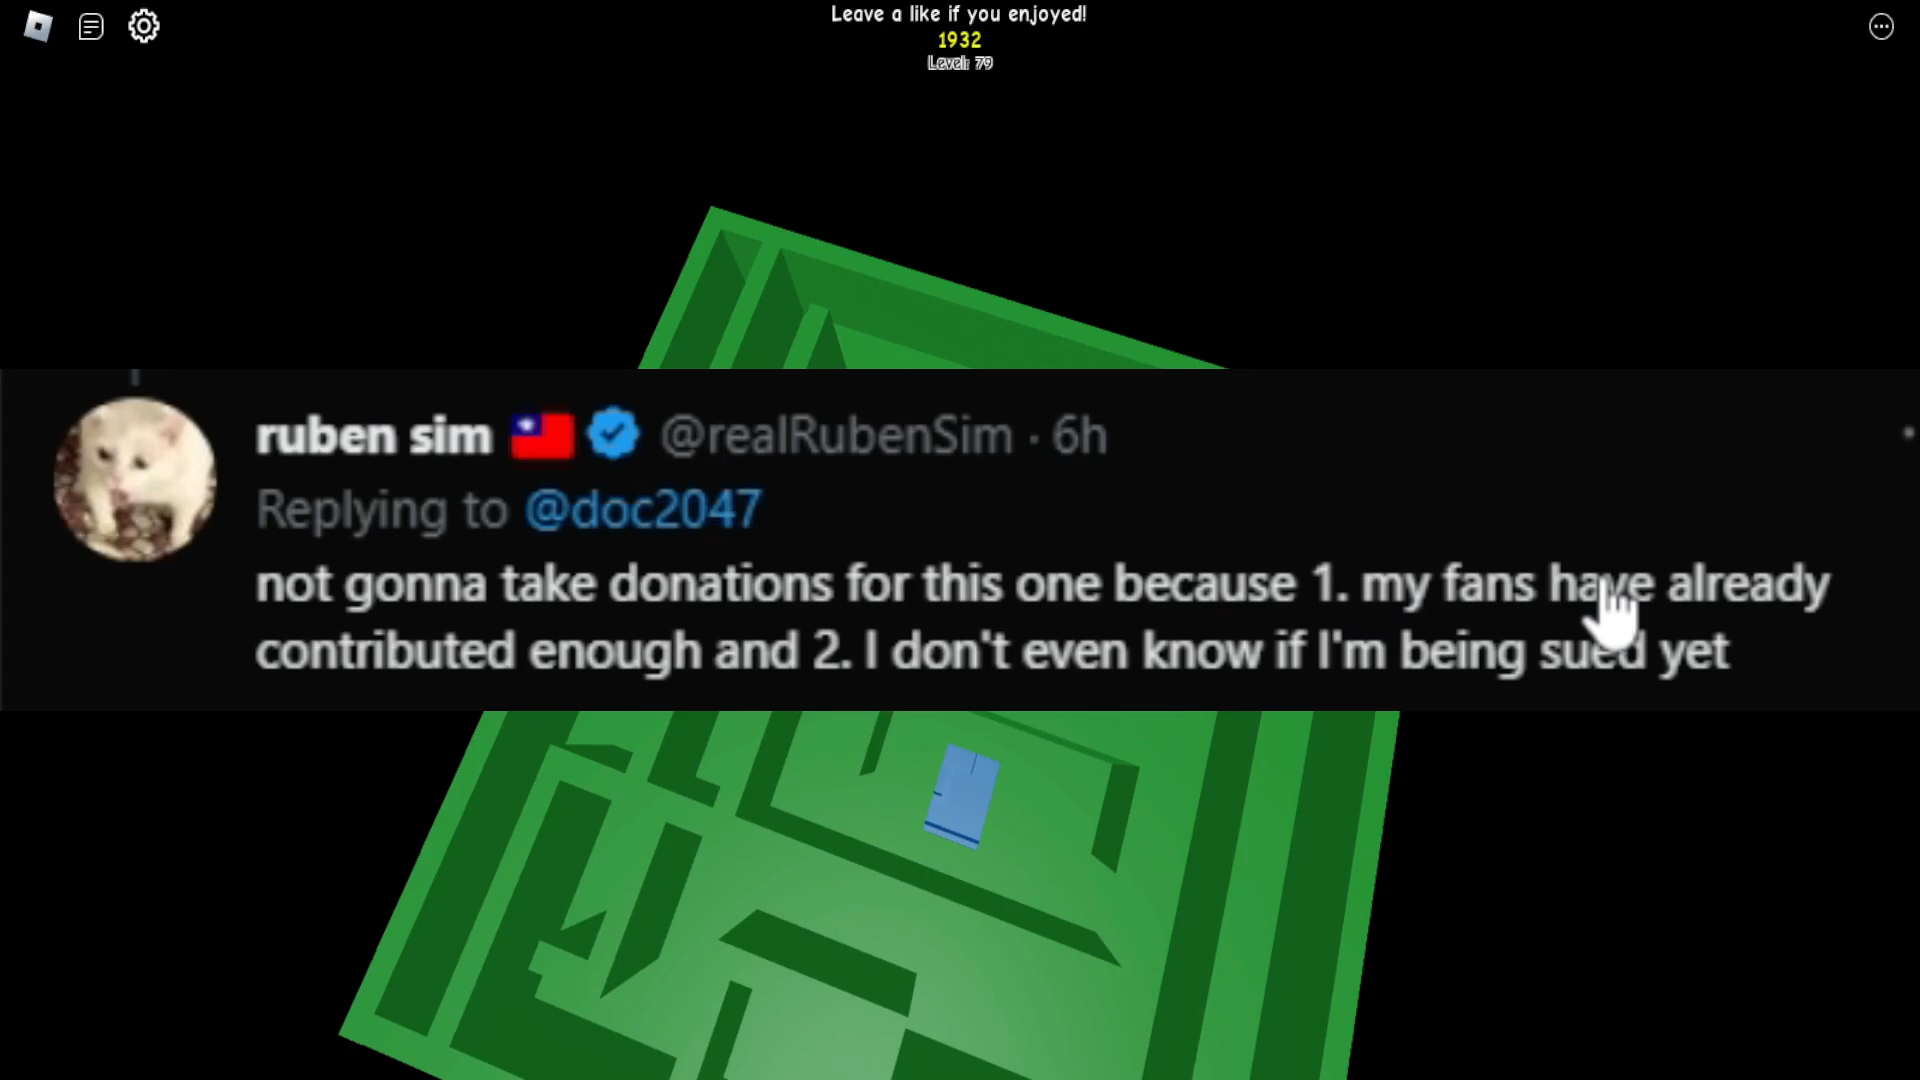 Leave a like if you enjoyed!
1932
Level: 79
ruben sim 🇹🇼 @realRubenSim · 6h
Replying to @doc2047
not gonna take donations for this one because 1. my fans have already
contributed enough and 2. I don't even know if I'm being sued yet